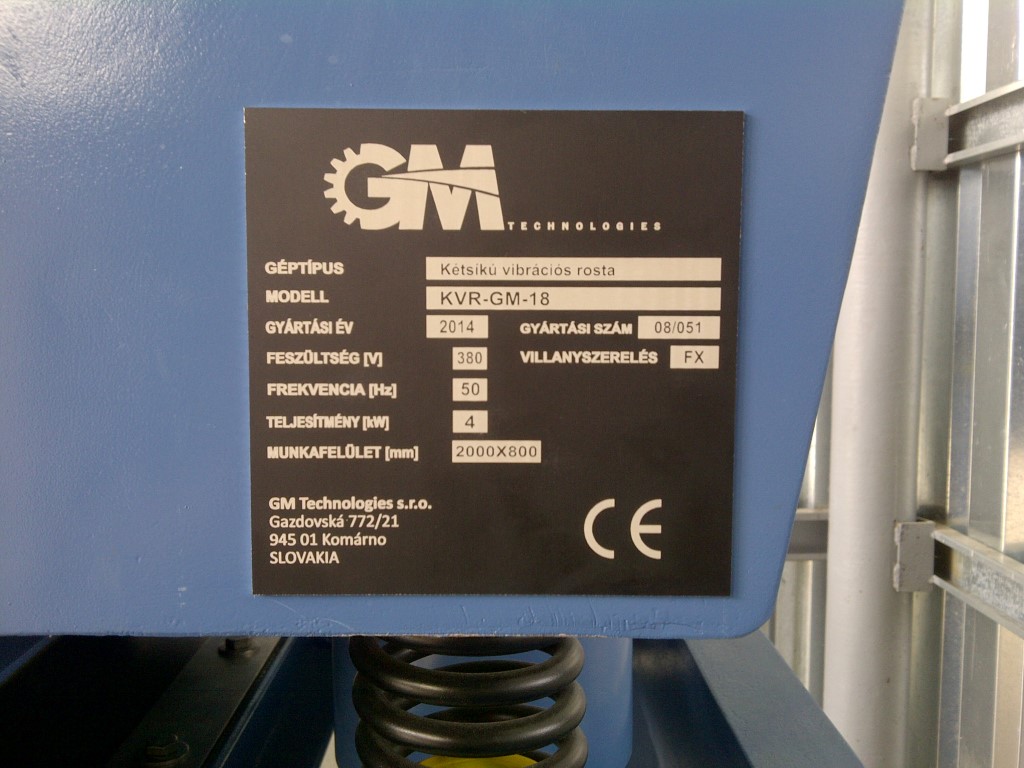 GM
TECHNOLOGIES
GÉPTÍPUS Kétsíkú vibrációs rosta
MODELL KVR-GM-18
GYÁRTÁSI ÉV 2014 GYÁRTÁSI SZÁM 08/051
FESZÜLTSÉG [V] 380 VILLANYSZERELÉS FX
FREKVENCIA [Hz] 50
TELJESÍTMÉNY [kW] 4
MUNKAFELÜLET [mm] 2000X800
GM Technologies s.r.o.
Gazdovská 772/21
945 01 Komárno
SLOVAKIA
CE